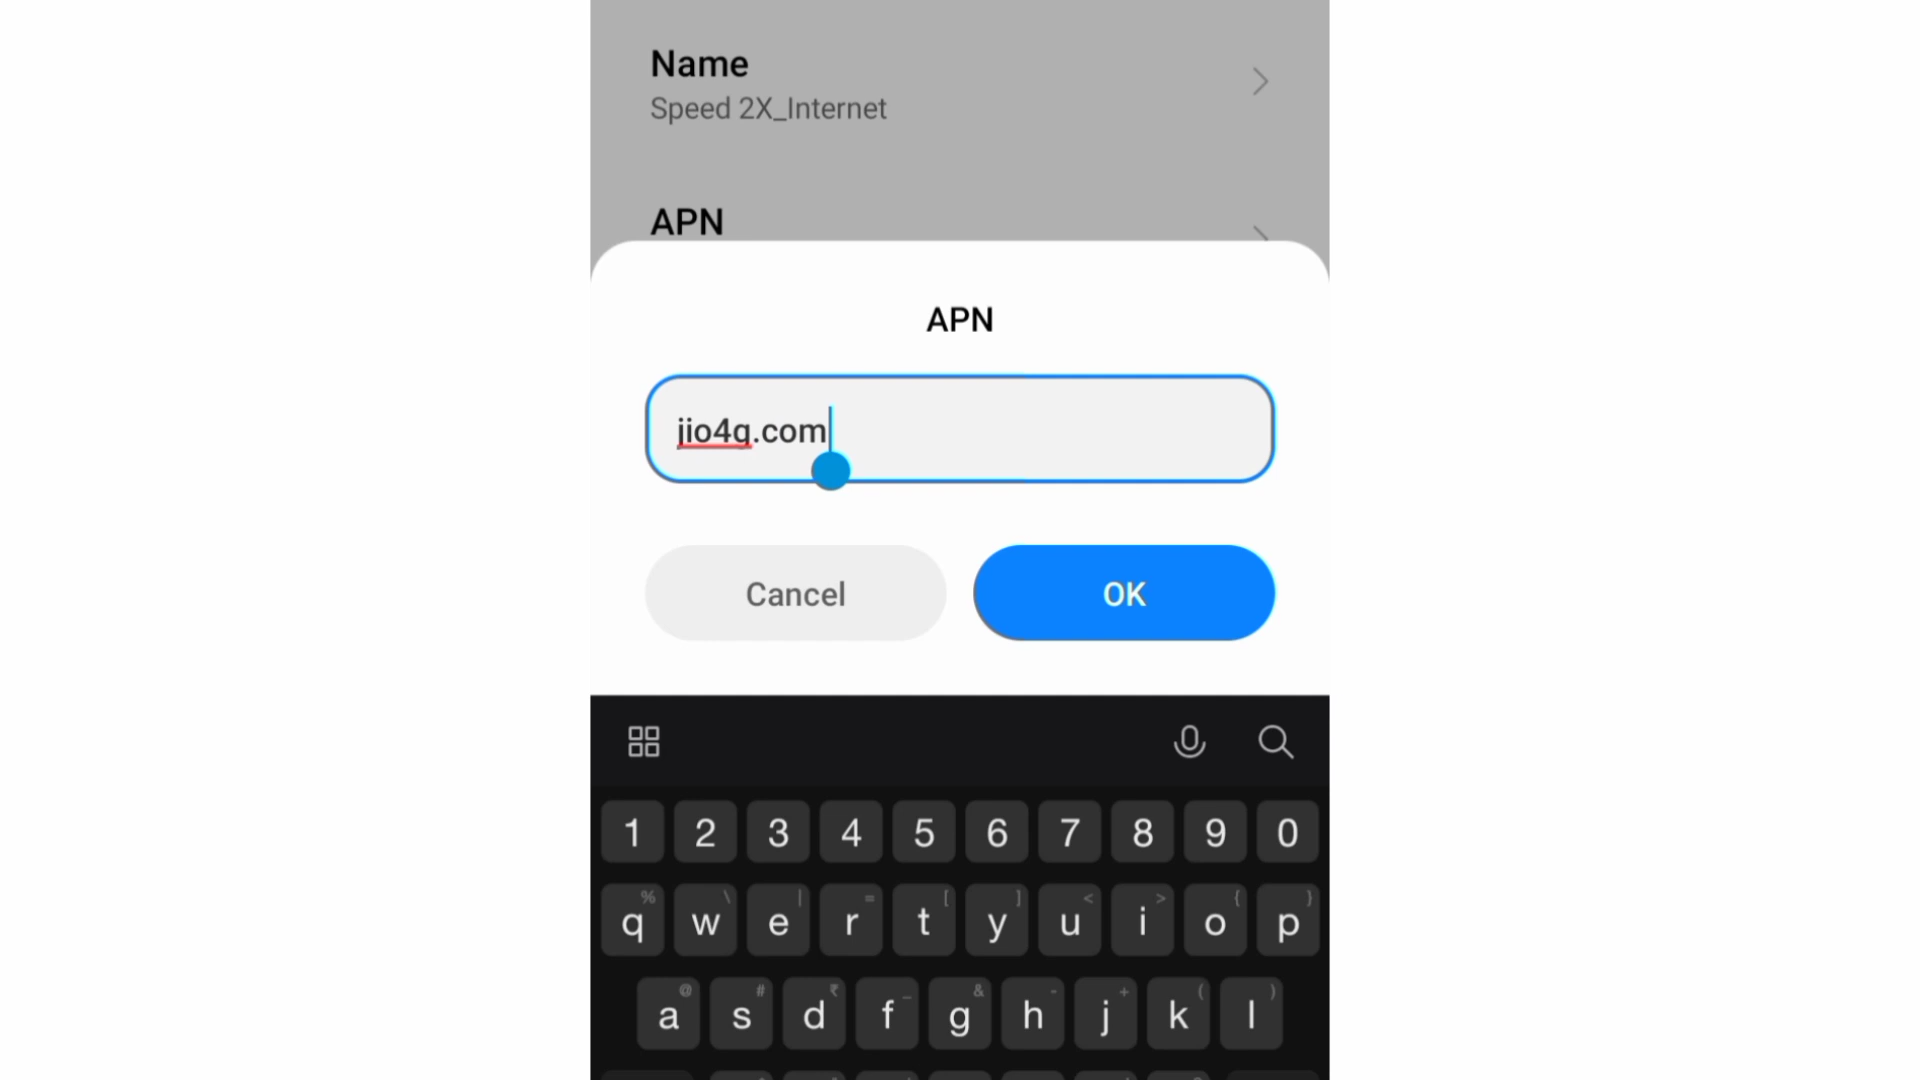 Name
Speed 2X_Internet
APN
APN
jio4g.com
Cancel
OK
1 2 3 4 5 6 7 8 9 0
% \ | = [ ] < > { }
q w e r t y u i o p
@ # ₹ _ & - + ( )
a s d f g h j k l